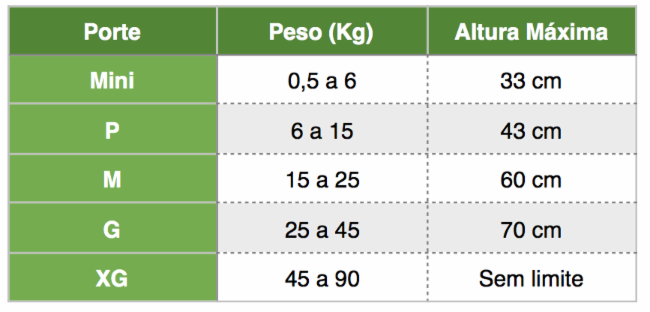 Porte Peso (Kg) Altura Máxima
Mini 0,5 a 6 33 cm
P 6 a 15 43 cm
M 15 a 25 60 cm
G 25 a 45 70 cm
XG 45 a 90 Sem limite